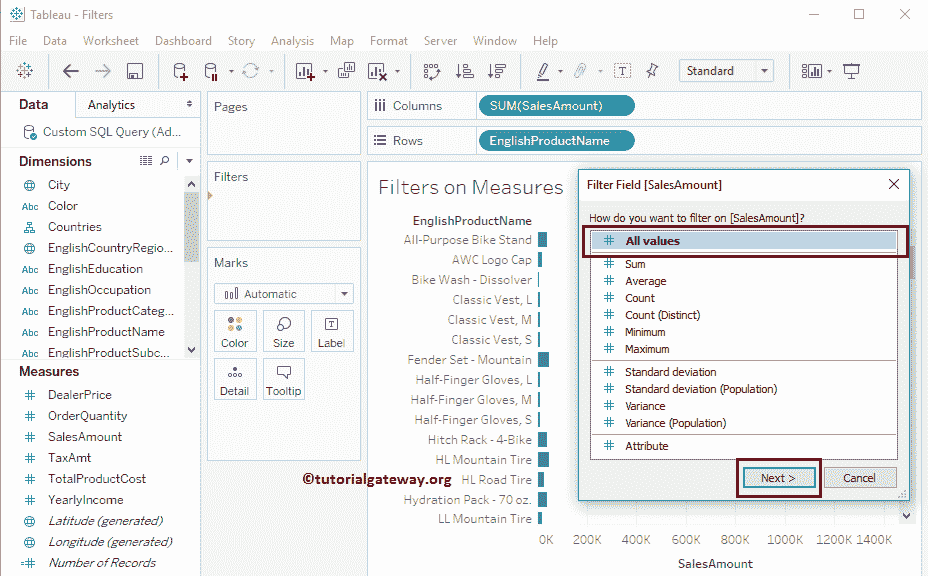 Tableau - Filters
File Data Worksheet Dashboard Story Analysis Map Format Server Window Help
Standard
Data Analytics
Custom SQL Query (Ad...
Dimensions
City
Abc Color
Countries
EnglishCountryRegio...
Abc EnglishEducation
Abc EnglishOccupation
Abc EnglishProductCateg...
Abc EnglishProductName
Abc EnglishProductSubc...
Measures
DealerPrice
OrderQuantity
SalesAmount
TaxAmt
TotalProductCost
YearlyIncome
Latitude (generated)
Longitude (generated)
Number of Records
Pages
Filters
Marks
Automatic
Color Size Label
Detail Tooltip
Columns SUM(SalesAmount)
Rows EnglishProductName
Filters on Measures
EnglishProductName
All-Purpose Bike Stand
AWC Logo Cap
Bike Wash - Dissolver
Classic Vest, L
Classic Vest, M
Classic Vest, S
Fender Set - Mountain
Half-Finger Gloves, L
Half-Finger Gloves, M
Half-Finger Gloves, S
Hitch Rack - 4-Bike
HL Mountain Tire
HL Road Tire
Hydration Pack - 70 oz.
LL Mountain Tire
0K 200K 400K 600K 800K 1000K 1200K 1400K
SalesAmount
©tutorialgateway.org
Filter Field [SalesAmount]
How do you want to filter on [SalesAmount]?
All values
Sum
Average
Count
Count (Distinct)
Minimum
Maximum
Standard deviation
Standard deviation (Population)
Variance
Variance (Population)
Attribute
Next > Cancel